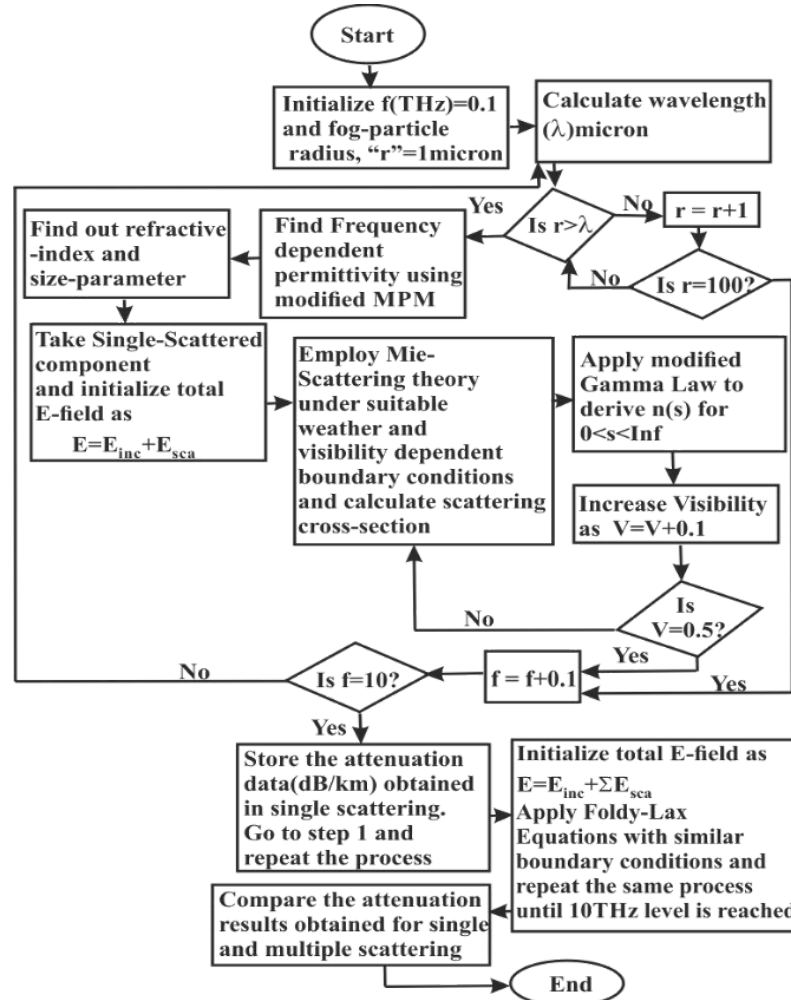 Start
Initialize f(THz)=0.1
and fog-particle
radius, “r”=1micron
Calculate wavelength
(λ)micron
Is r>λ
No
r = r+1
Is r=100?
No
Yes
Find Frequency
dependent
permittivity using
modified MPM
Find out refractive
-index and
size-parameter
Take Single-Scattered
component
and initialize total
E-field as
E=Einc+Esca
Employ Mie-
Scattering theory
under suitable
weather and
visibility dependent
boundary conditions
and calculate scattering
cross-section
Apply modified
Gamma Law to
derive n(s) for
0<s<Inf
Increase Visibility
as V=V+0.1
Is
V=0.5?
No
Yes
Yes
f = f+0.1
Is f=10?
No
Yes
Store the attenuation
data(dB/km) obtained
in single scattering.
Go to step 1 and
repeat the process
Initialize total E-field as
E=Einc+ΣEsca
Apply Foldy-Lax
Equations with similar
boundary conditions and
repeat the same process
until 10THz level is reached
Compare the attenuation
results obtained for single
and multiple scattering
End